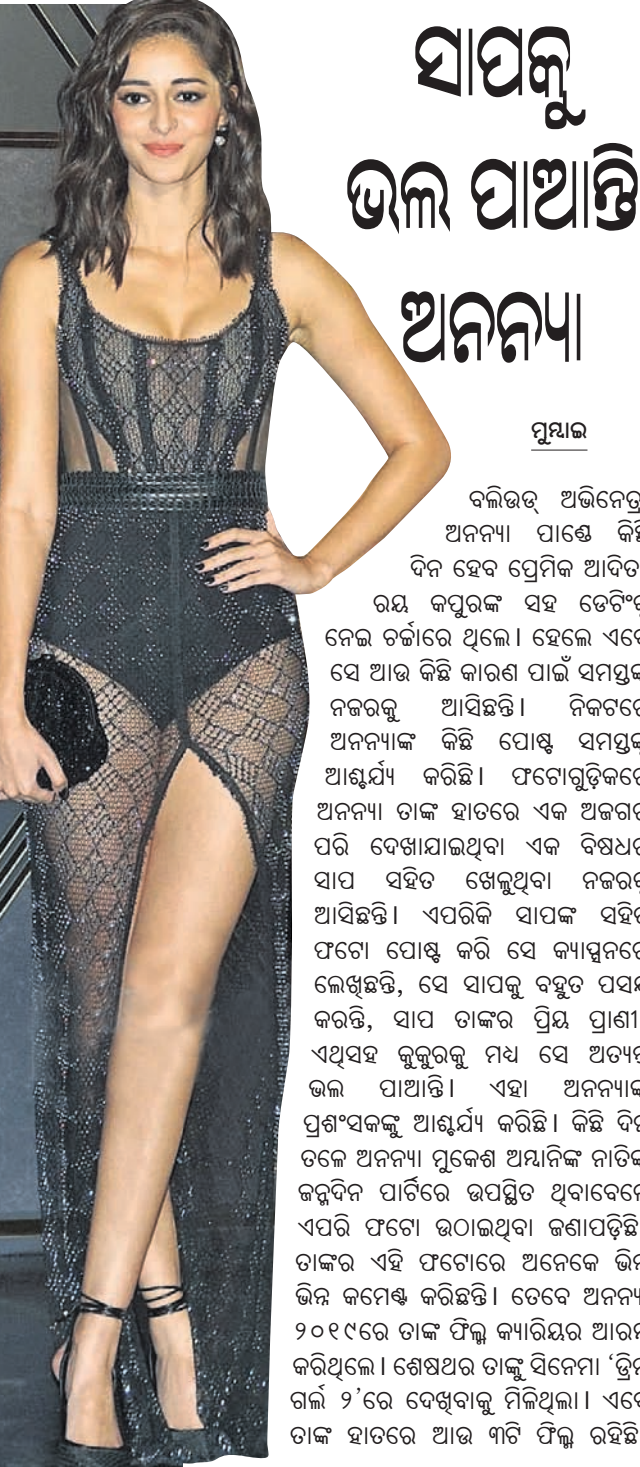 ସାପକୁ
ଭଲ ପାଆନ୍ତି
ଅନନ୍ୟା
ମୁମ୍ବାଇ
ବଲିଉଡ୍ ଅଭିନେତ୍ରୀ
ଅନନ୍ୟା ପାଣ୍ଡେ
ଦିନ ହେବ ପ୍ରେମିକ
ରୟ କପୁରଙ୍କ ସହ
ନେଇ ଚର୍ଚ୍ଚାରେ ଥିଲେ। ହେଲେ
ସେ ଆଉ କିଛି କାରଣ ପାଇଁ
ନଜରକୁ ଆସିଛନ୍ତି।
ଅନନ୍ୟାଙ୍କ କିଛି ପୋଷ୍ଟ
ଆଶ୍ଚର୍ଯ୍ୟ କରିଛି।
ଅନନ୍ୟା ତାଙ୍କ ହାତରେ ଏକ
ପରି ଦେଖାଯାଇଥିବା ଏକ
ସାପ ସହିତ ଖେଳୁଥିବା
ଆସିଛନ୍ତି। ଏପରିକି ସାପଙ୍କ
ଫଟୋ ପୋଷ୍ଟ କରି ସେ
ଲେଖିଛନ୍ତି, ସେ ସାପକୁ ବହୁତ
କରନ୍ତି, ସାପ ତାଙ୍କର ପ୍ରିୟ ପ୍ରାଣୀ
ଏଥିସହ କୁକୁରକୁ ମଧ୍ୟ ସେ
ଭଲ ପାଆନ୍ତି। ଏହା
ପ୍ରଶଂସକଙ୍କୁ ଆଶ୍ଚର୍ଯ୍ୟ କରିଛି। କିଛି
ତଳେ ଅନନ୍ୟା ମୁକେଶ ଅମ୍ବାନିଙ୍କ
ଜନ୍ମଦିନ ପାର୍ଟିରେ ଉପସ୍ଥିତ
ଏପରି ଫଟୋ ଉଠାଇଥିବା ଜଣାପଡ଼ିଛି
ତାଙ୍କର ଏହି ଫଟୋରେ ଅନେକେ
ଭିନ୍ନ କମେଣ୍ଟ କରିଛନ୍ତି। ତେବେ
୨୦୧୯ରେ ତାଙ୍କ ଫିଲ୍ମ କ୍ୟାରିୟର
କରିଥିଲେ। ଶେଷଥର ତାଙ୍କୁ ସିନେମା
ଗର୍ଲ ୨’ରେ ଦେଖିବାକୁ ମିଳିଥିଲା।
ତାଙ୍କ ହାତରେ ଆଉ ୩ଟି ଫିଲ୍ମ ରହିଛି